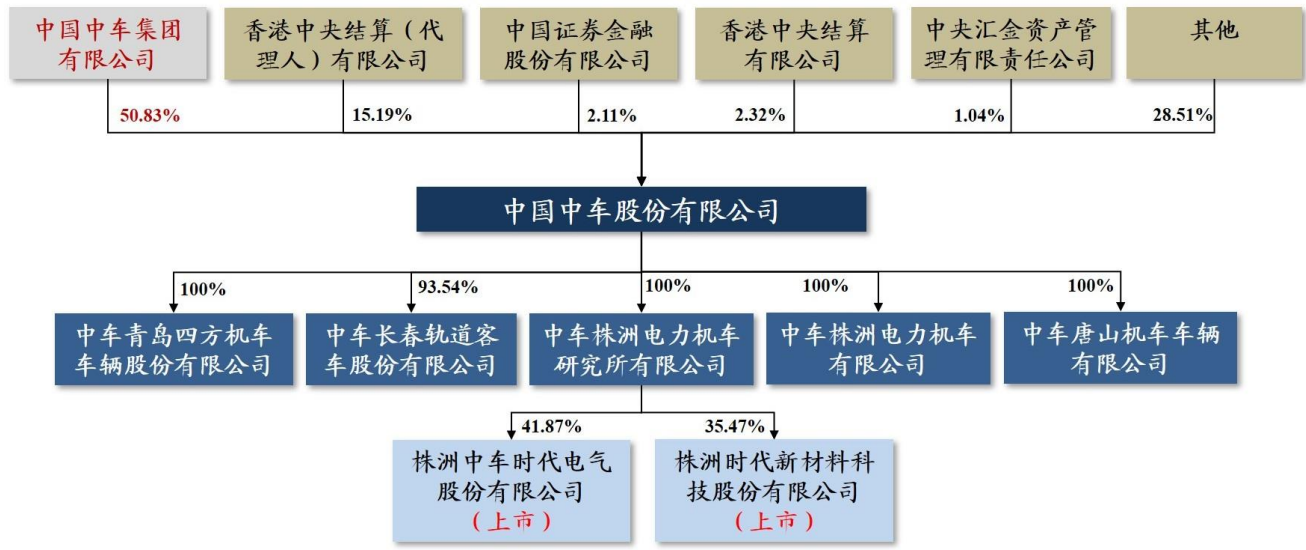 中国中车集团
有限公司
香港中央结算（代
理人）有限公司
中国证券金融
股份有限公司
香港中央结算
有限公司
中央汇金资产管
理有限责任公司
其他
50.83%
15.19%
2.11%
2.32%
1.04%
28.51%
中国中车股份有限公司
100%
93.54%
100%
100%
100%
中车青岛四方机车
车辆股份有限公司
中车长春轨道客
车股份有限公司
中车株洲电力机车
研究所有限公司
中车株洲电力机车
有限公司
中车唐山机车车辆
有限公司
41.87%
35.47%
株洲中车时代电气
股份有限公司
（上市）
株洲时代新材料科
技股份有限公司
（上市）